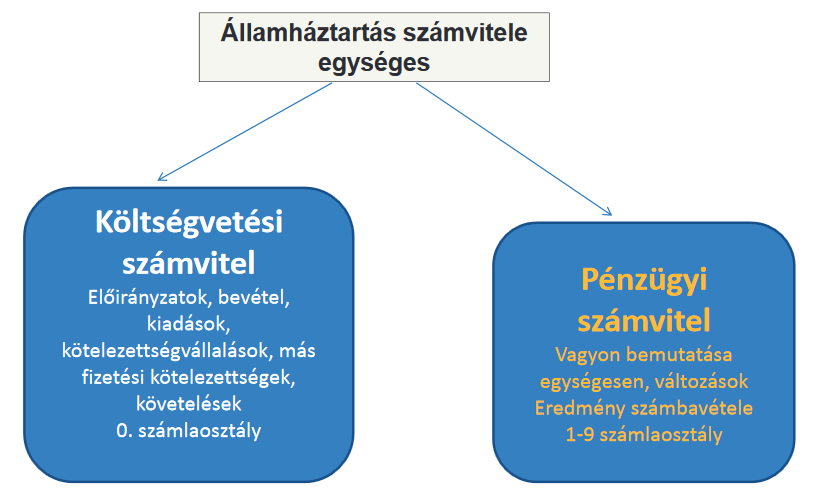 Államháztartás számvitele
egységes
Költségvetési
számvitel
Előirányzatok, bevétel,
kiadások,
kötelezettségvállalások, más
fizetési kötelezettségek,
követelések
0. számlaosztály
Pénzügyi
számvitel
Vagyon bemutatása
egységesen, változások
Eredmény számbavétele
1-9 számlaosztály